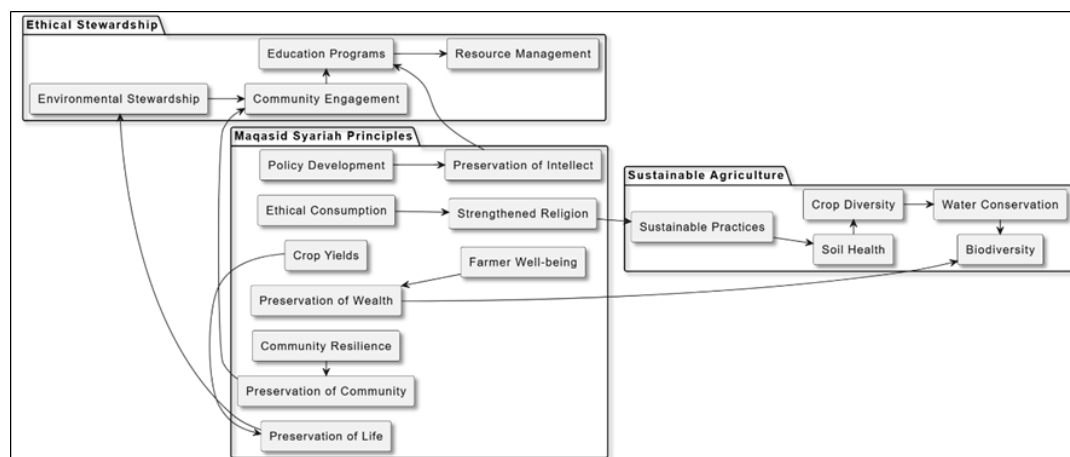 Ethical Stewardship
Education Programs
Resource Management
Environmental Stewardship
Community Engagement
Maqasid Syariah Principles
Policy Development
Preservation of Intellect
Ethical Consumption
Strengthened Religion
Crop Yields
Farmer Well-being
Preservation of Wealth
Community Resilience
Preservation of Community
Preservation of Life
Sustainable Agriculture
Crop Diversity
Water Conservation
Sustainable Practices
Soil Health
Biodiversity